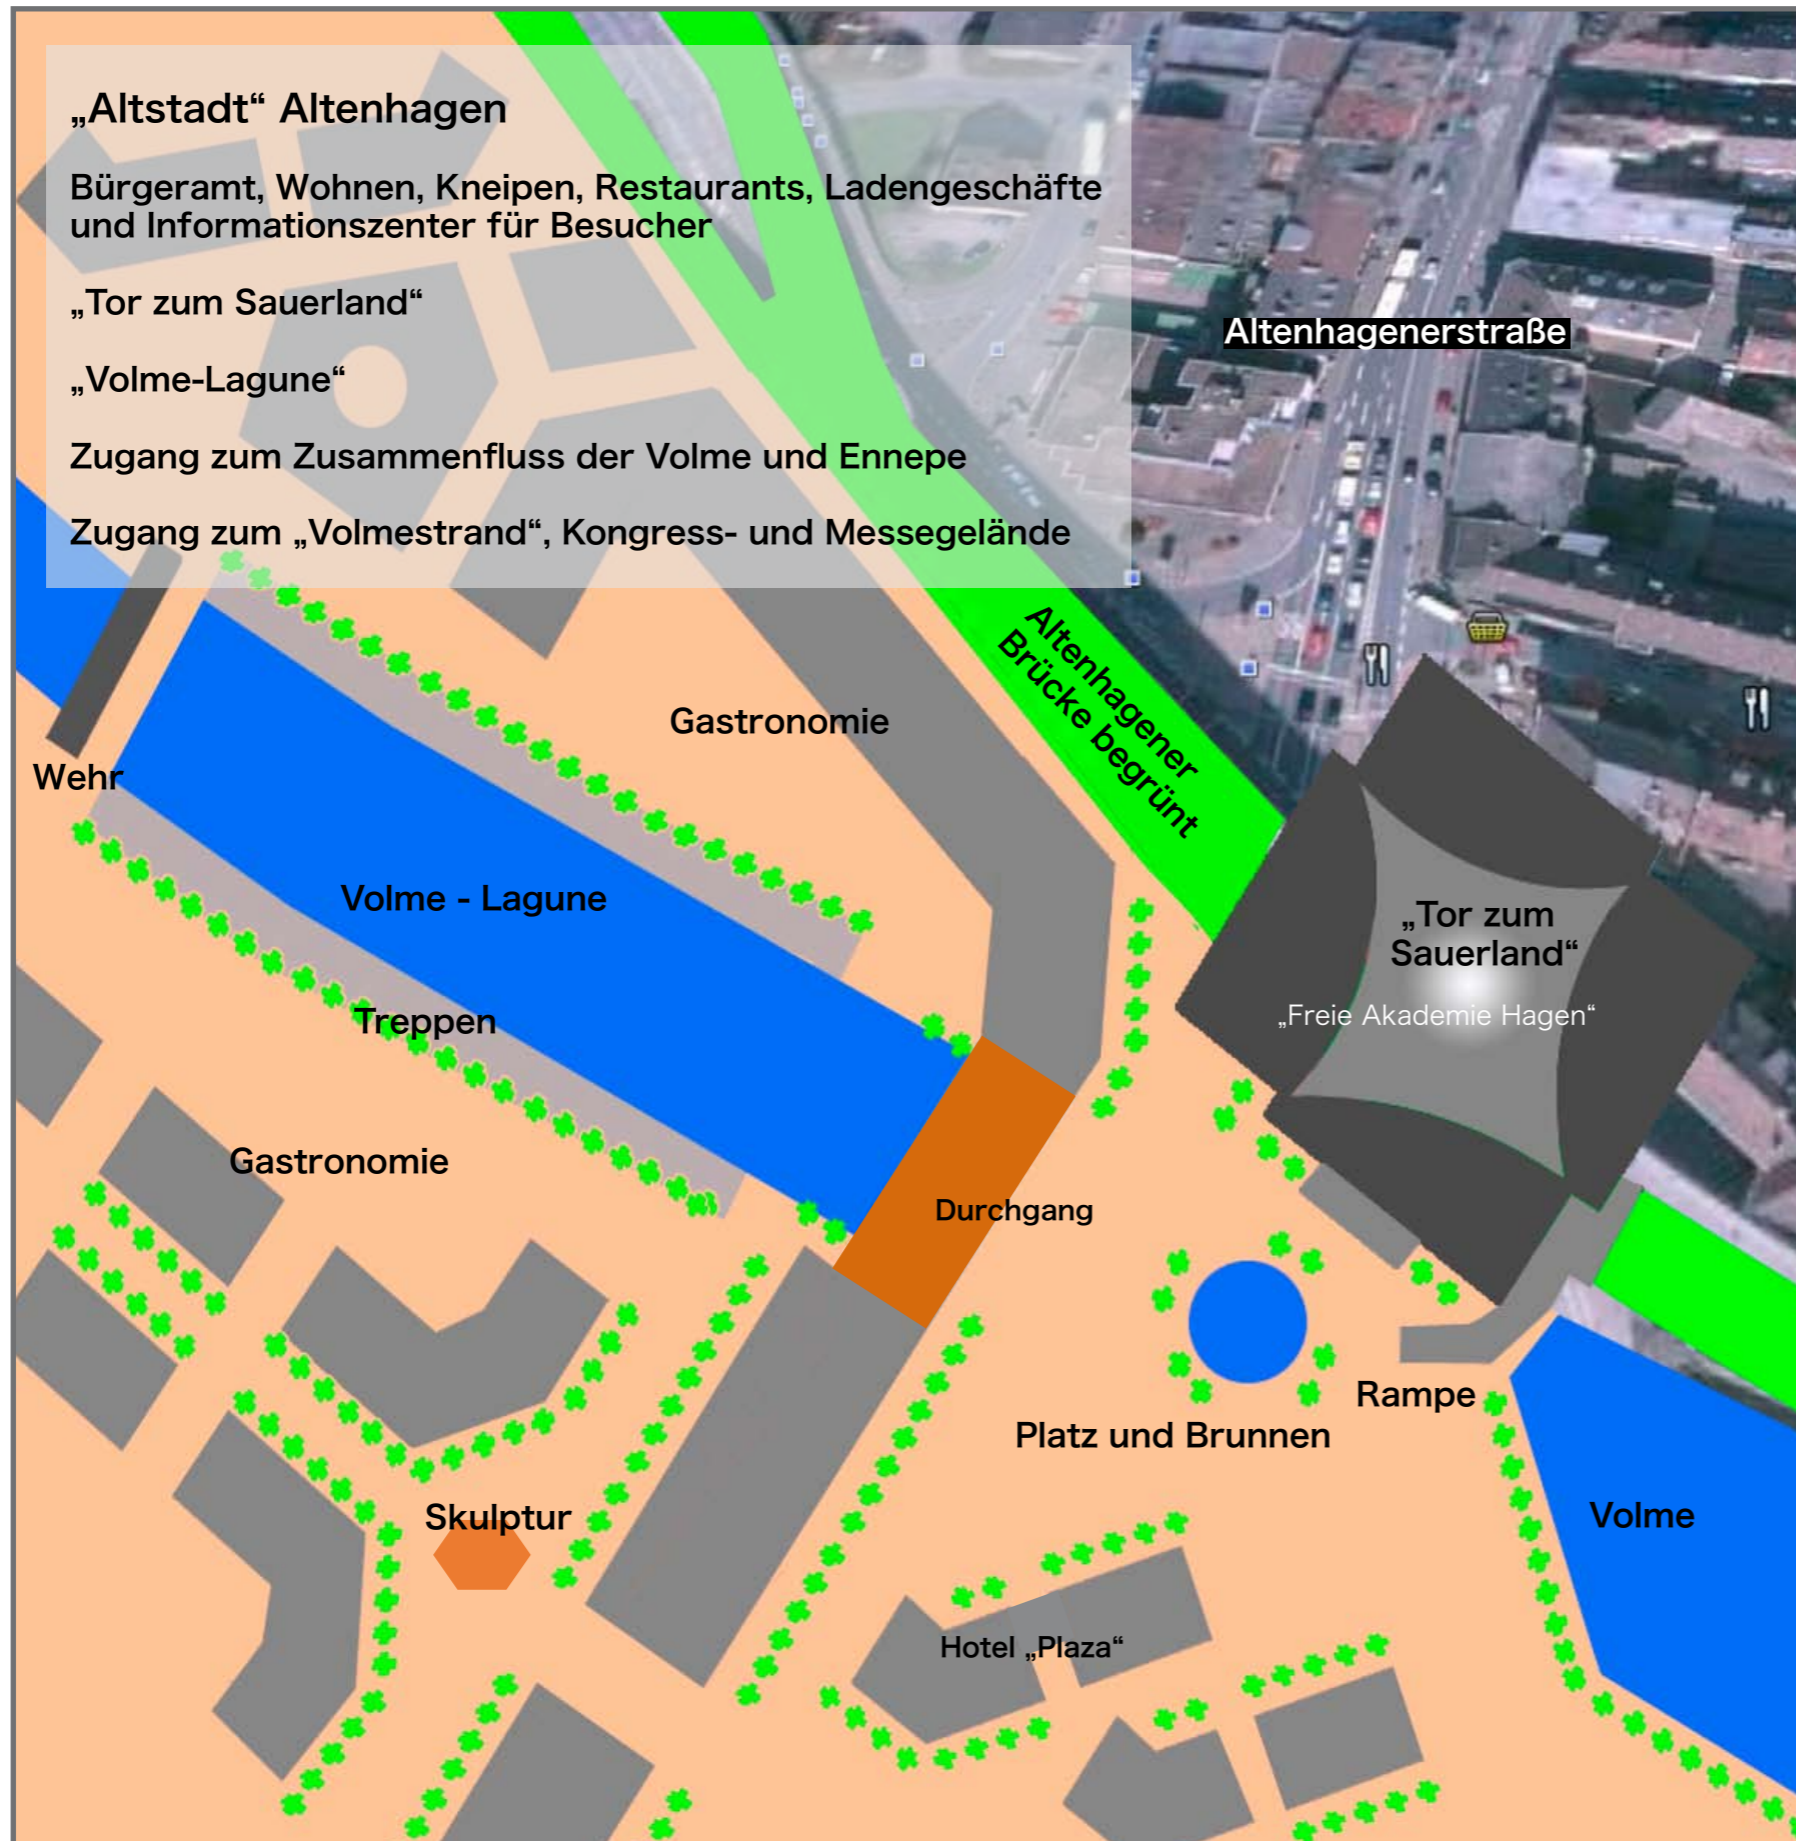 „Altstadt“ Altenhagen
Bürgeramt, Wohnen, Kneipen, Restaurants, Ladengeschäfte
und Informationszenter für Besucher
„Tor zum Sauerland“
„Volme-Lagune“
Zugang zum Zusammenfluss der Volme und Ennepe
Zugang zum „Volmestrand“, Kongress- und Messegelände
Altenhagenerstraße
Altenhagener
Brücke begrünt
Gastronomie
Wehr
Volme - Lagune
„Tor zum
Sauerland“
„Freie Akademie Hagen“
Treppen
Gastronomie
Durchgang
Rampe
Platz und Brunnen
Skulptur
Volme
Hotel „Plaza“